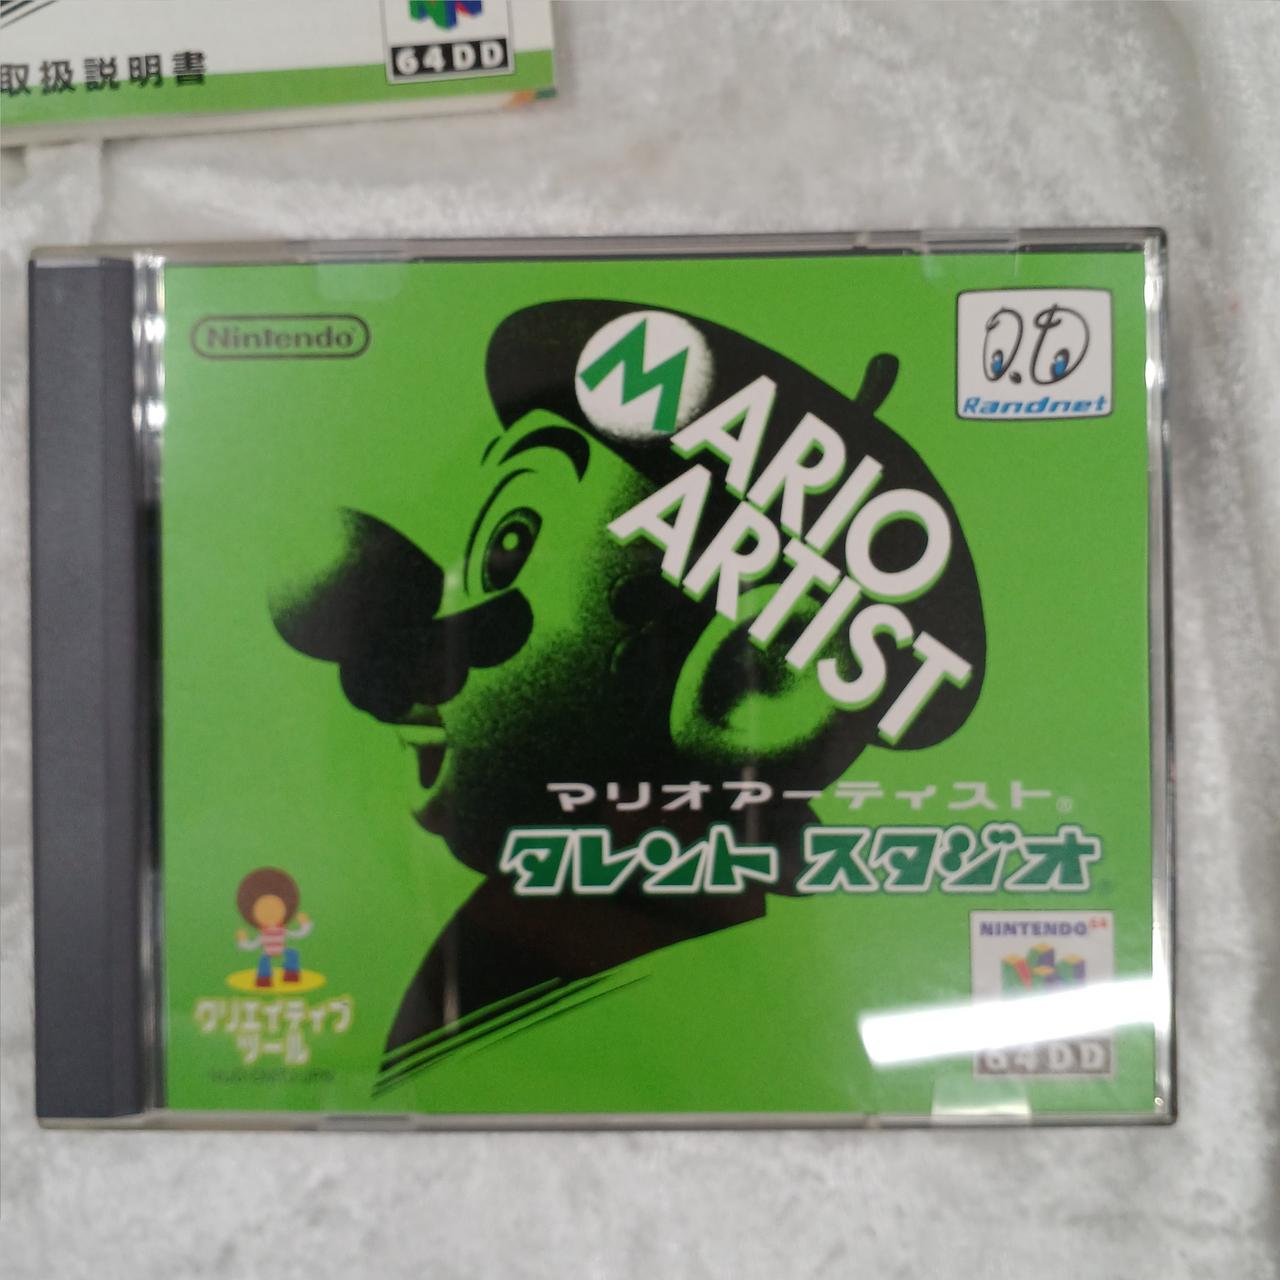 取扱説明書
64DD
Nintendo
Randnet
MARIO
ARTIST
マリオアーティスト®
タレント スタジオ
クリエイティブ
ツール
NINTENDO64
64DD